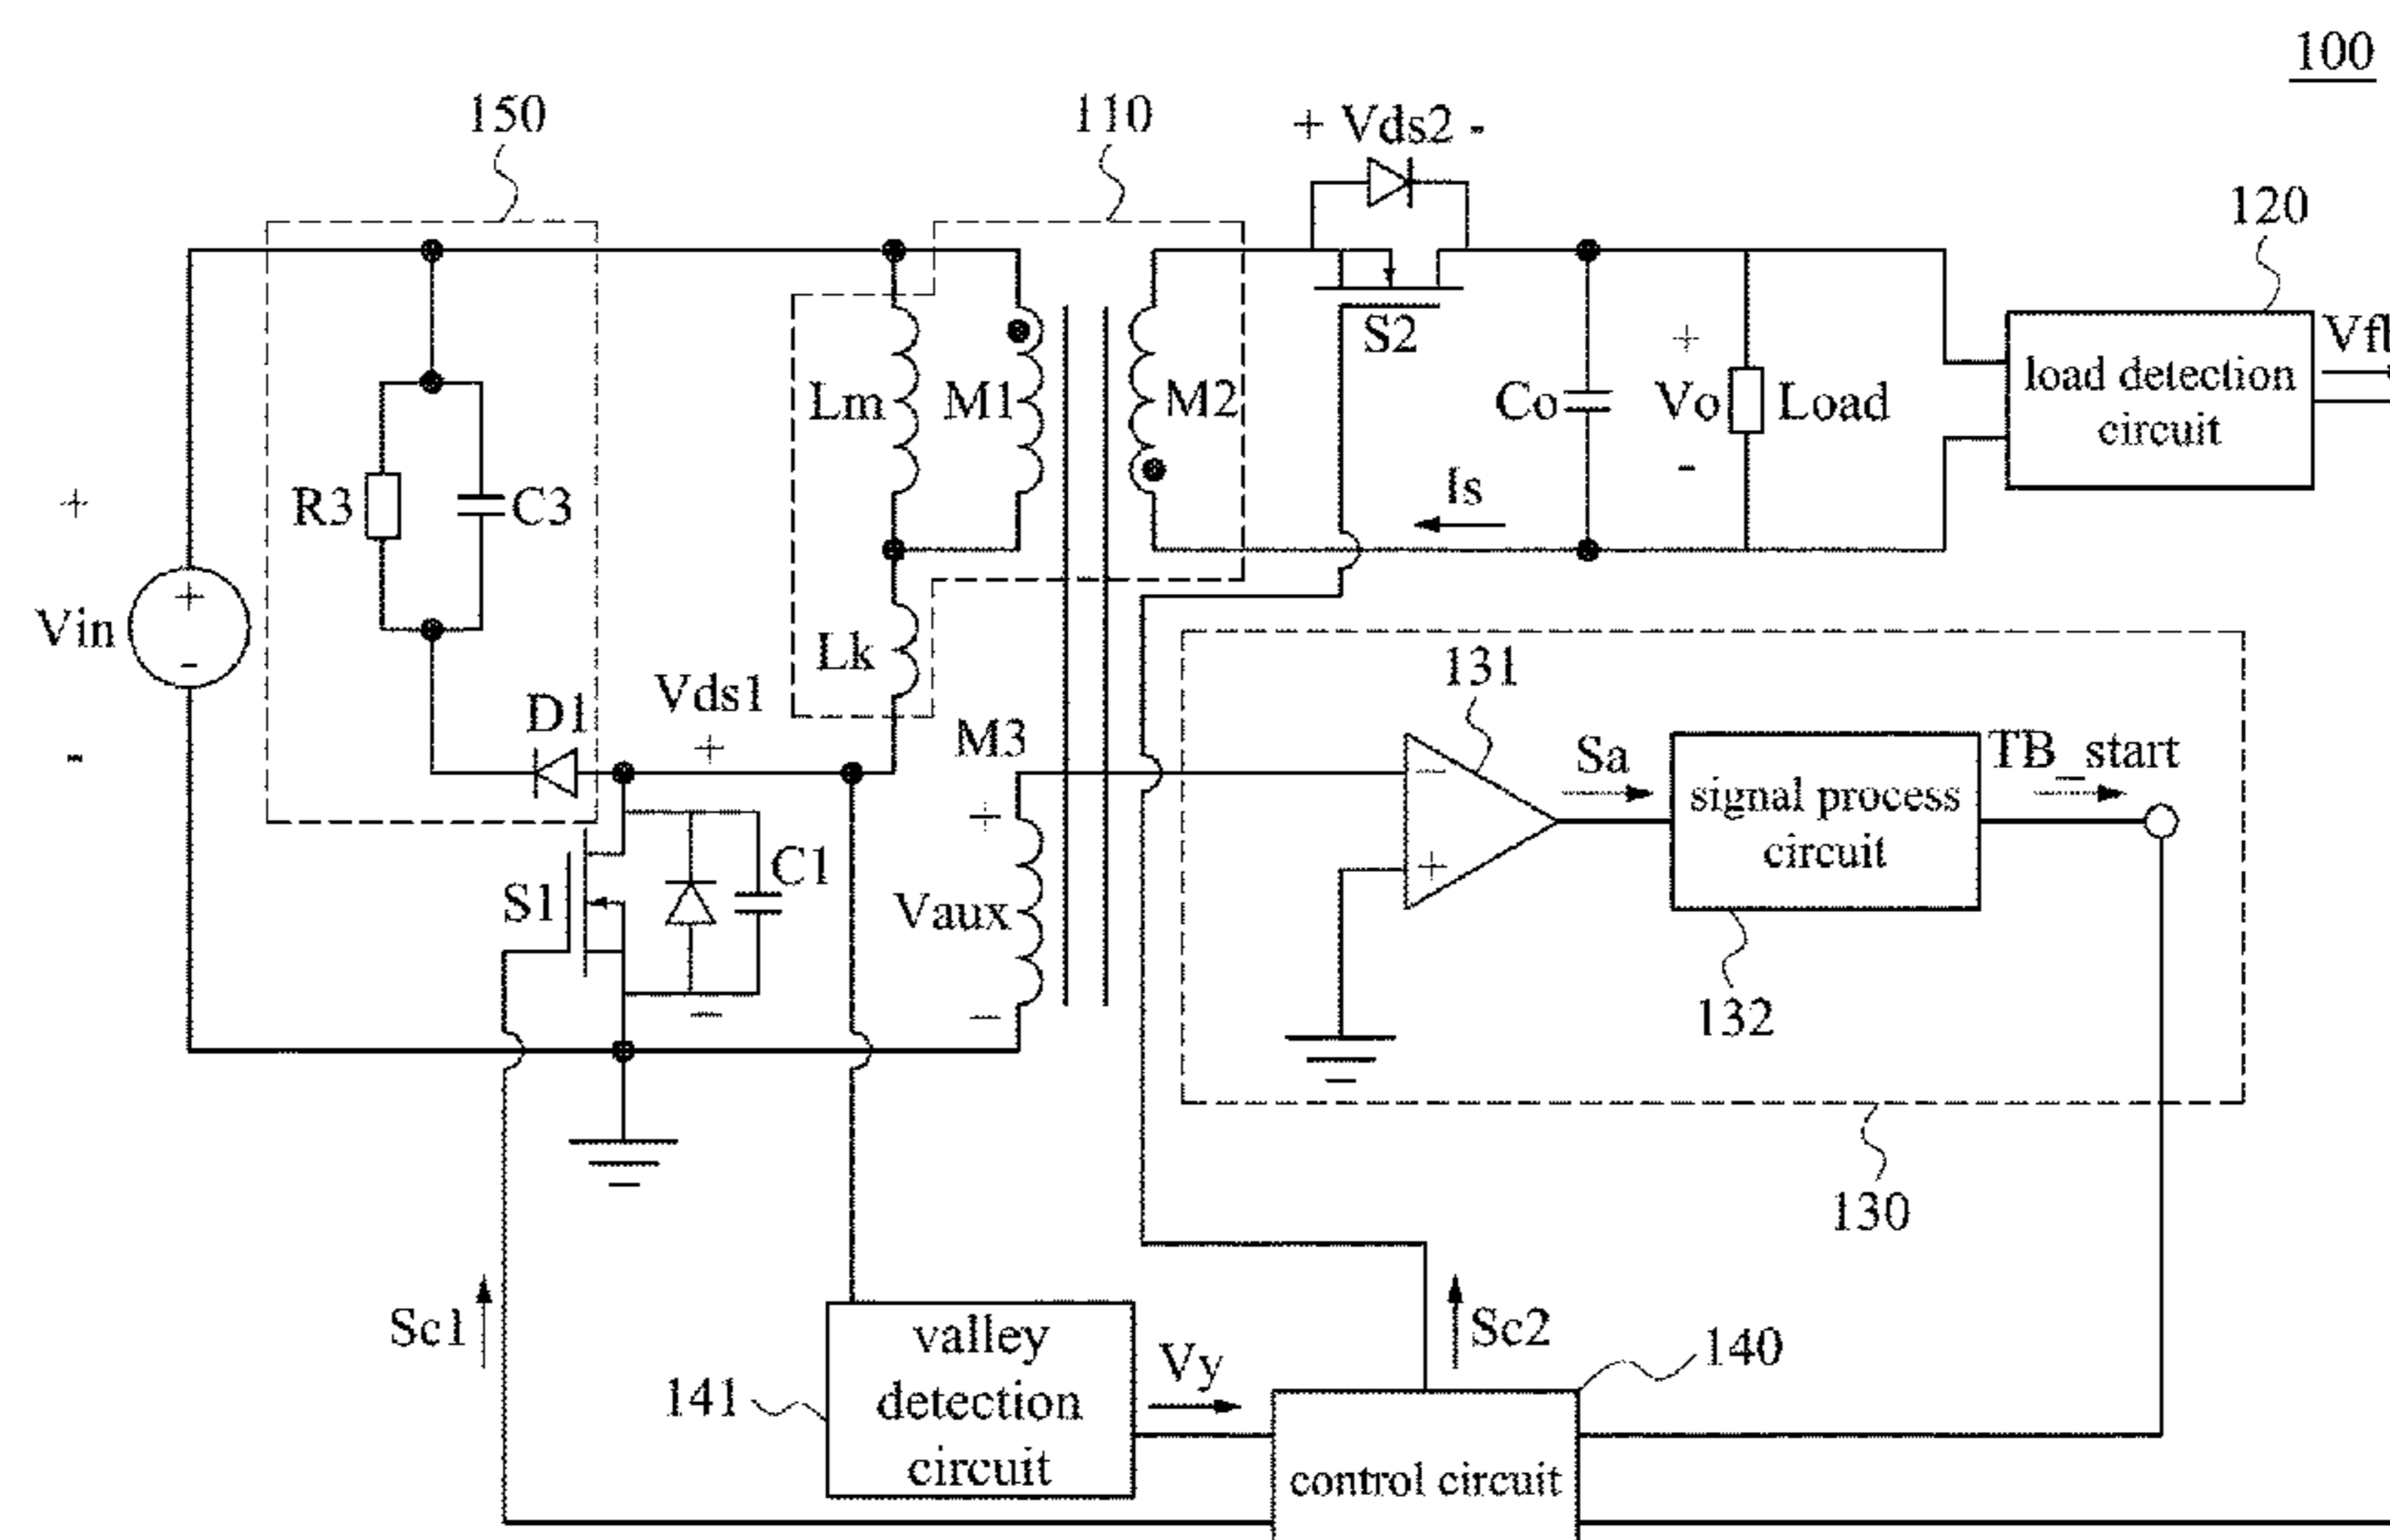 100
150
110
+ Vds2 -
120
S2
Vfb
load detection
circuit
Lm
M1
M2
Co
+
Vo
-
Load
R3
C3
Is
+
Vin
-
+
-
Lk
131
D1
Vds1
+
M3
Sa
TB_start
signal process
circuit
-
+
+
Vaux
-
S1
C1
-
132
130
Sc1
valley
detection
circuit
141
Vy
Sc2
140
control circuit